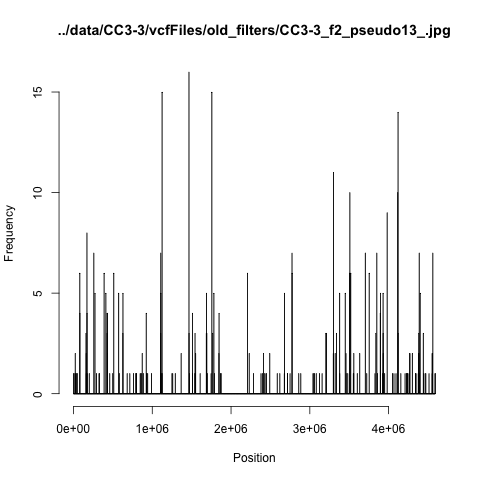 ../data/CC3-3/vcfFiles/old_filters/CC3-3_f2_pseudo13_.jpg
Frequency
15
10
5
0
0e+00 1e+06 2e+06 3e+06 4e+06
Position